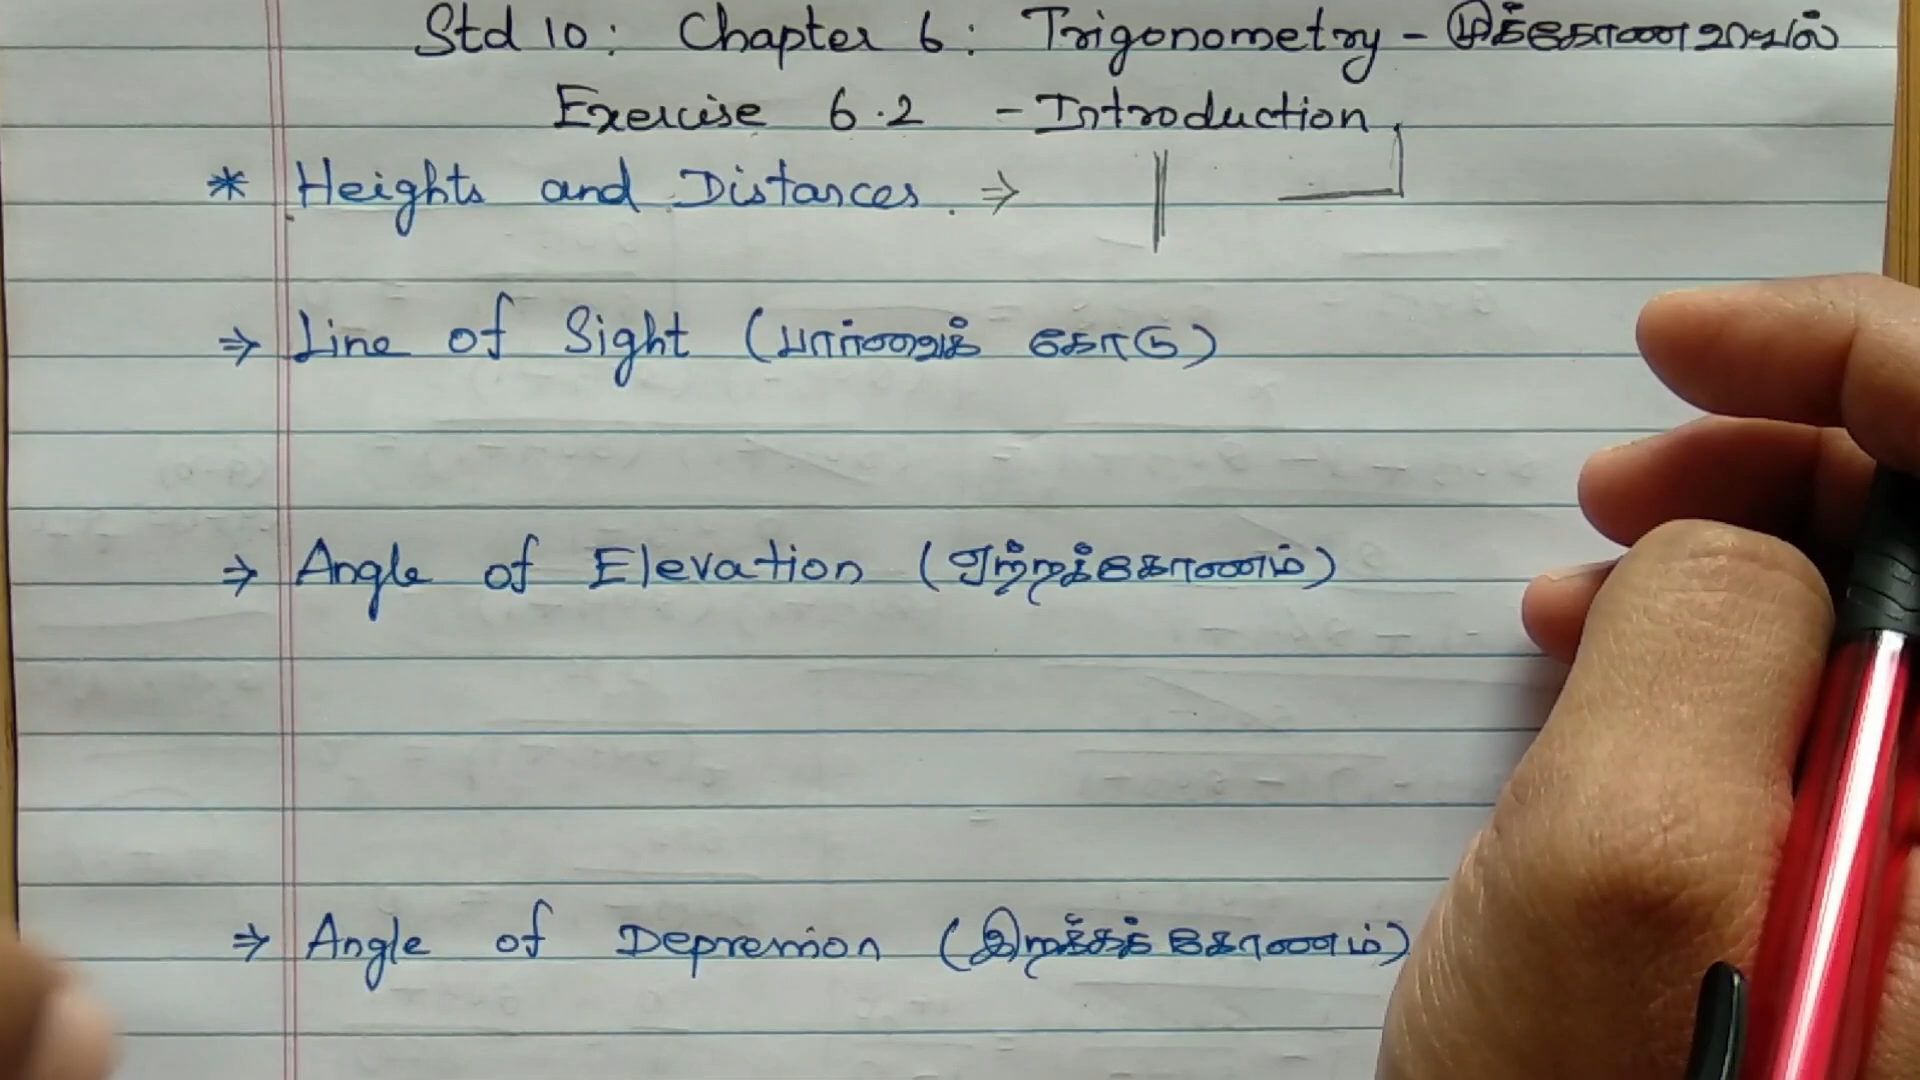 Std 10: Chapter 6: Trigonometry - முக்கோணவியல்
Exercise 6.2 - Introduction
* Heights and Distances. ⇒
⇒ Line of Sight (பார்வைக் கோடு)
⇒ Angle of Elevation (ஏற்றக்கோணம்)
⇒ Angle of Depression (இறக்கக் கோணம்)